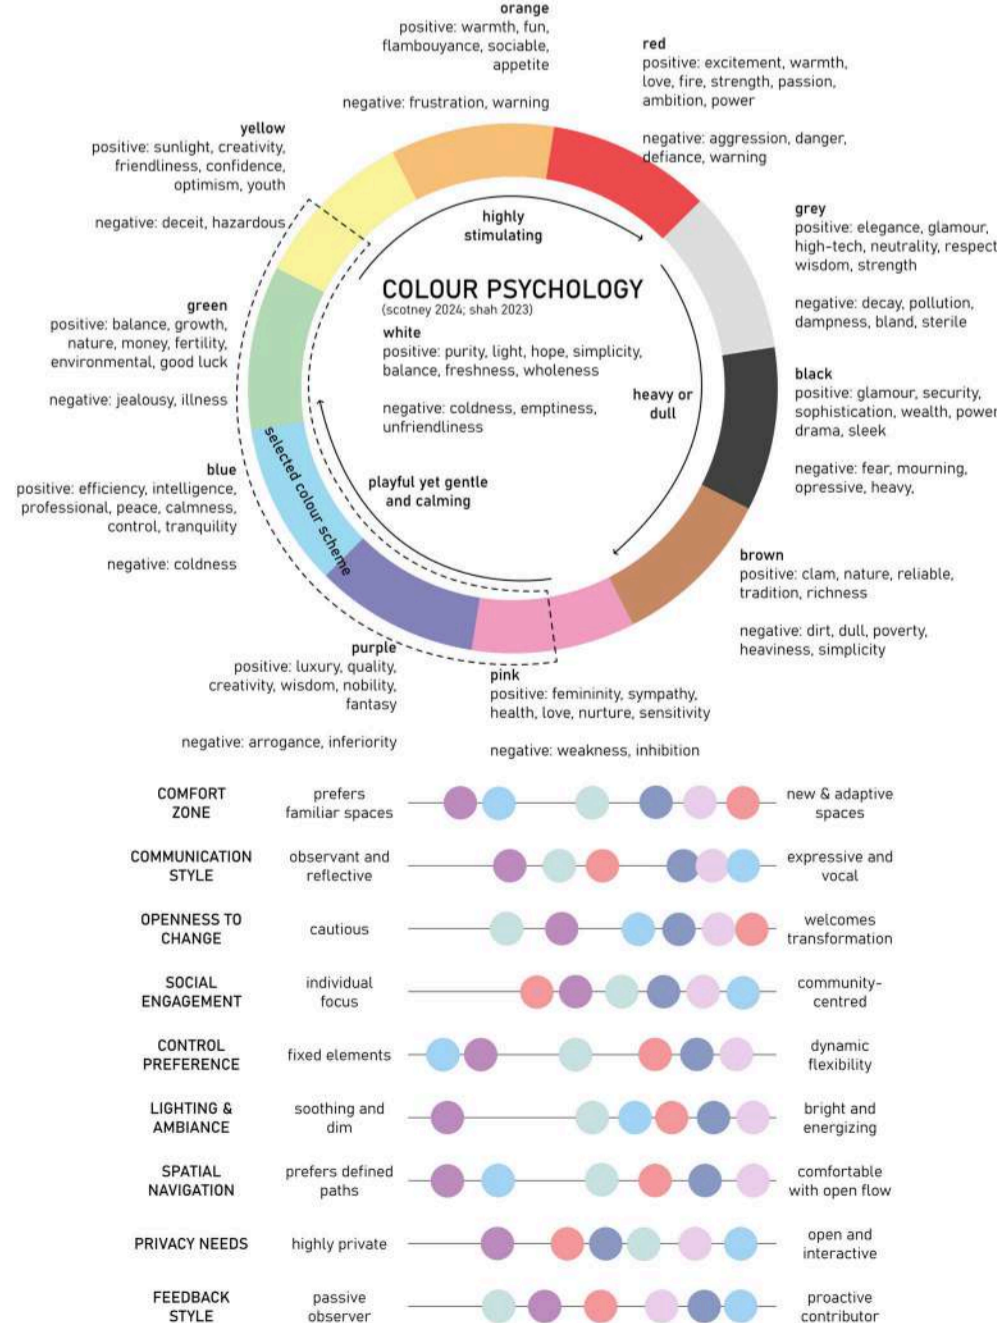 orange
positive: warmth, fun,
flambouyance, sociable,
appetite
negative: frustration, warning
red
positive: excitement, warmth,
love, fire, strength, passion,
ambition, power
negative: aggression, danger,
defiance, warning
yellow
positive: sunlight, creativity,
friendliness, confidence,
optimism, youth
negative: deceit, hazardous
grey
positive: elegance, glamour,
high-tech, neutrality, respect
wisdom, strength
negative: decay, pollution,
dampness, bland, sterile
highly
stimulating
COLOUR PSYCHOLOGY
(scotney 2024; shah 2023)
white
positive: purity, light, hope, simplicity,
balance, freshness, wholeness
negative: coldness, emptiness,
unfriendliness
heavy or
dull
playful yet gentle
and calming
selected colour scheme
green
positive: balance, growth,
nature, money, fertility,
environmental, good luck
negative: jealousy, illness
black
positive: glamour, security,
sophistication, wealth, power
drama, sleek
negative: fear, mourning,
opressive, heavy,
blue
positive: efficiency, intelligence,
professional, peace, calmness,
control, tranquility
negative: coldness
brown
positive: clam, nature, reliable,
tradition, richness
negative: dirt, dull, poverty,
heaviness, simplicity
purple
positive: luxury, quality,
creativity, wisdom, nobility,
fantasy
negative: arrogance, inferiority
pink
positive: femininity, sympathy,
health, love, nurture, sensitivity
negative: weakness, inhibition
COMFORT
ZONE
prefers
familiar spaces
new & adaptive
spaces
COMMUNICATION
STYLE
observant and
reflective
expressive and
vocal
OPENNESS TO
CHANGE
cautious
welcomes
transformation
SOCIAL
ENGAGEMENT
individual
focus
community-
centred
CONTROL
PREFERENCE
fixed elements
dynamic
flexibility
LIGHTING &
AMBIANCE
soothing and
dim
bright and
energizing
SPATIAL
NAVIGATION
prefers defined
paths
comfortable
with open flow
PRIVACY NEEDS
highly private
open and
interactive
FEEDBACK
STYLE
passive
observer
proactive
contributor